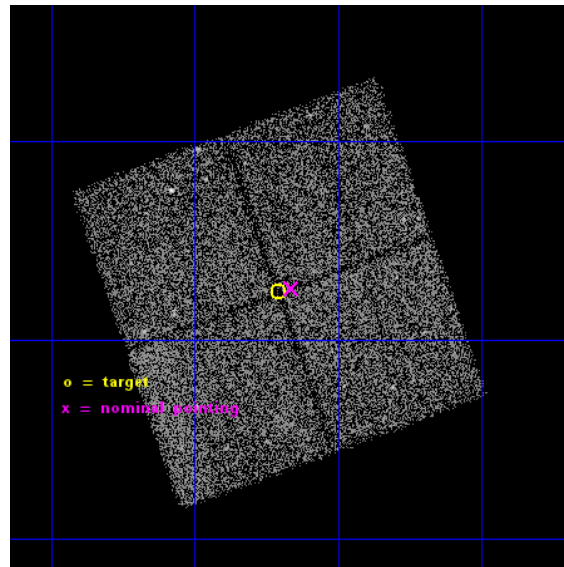 o = target
x = nominal pointing